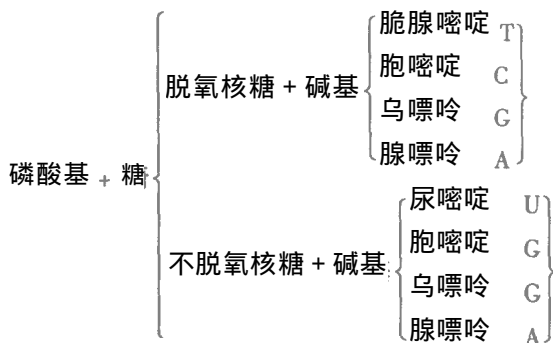 脆腺嘧啶 T
胞嘧啶 C
脱氧核糖 + 碱基
乌嘌呤 G
腺嘌呤 A
磷酸基 + 糖
尿嘧啶 U
胞嘧啶 G
不脱氧核糖 + 碱基
乌嘌呤 G
腺嘌呤 A